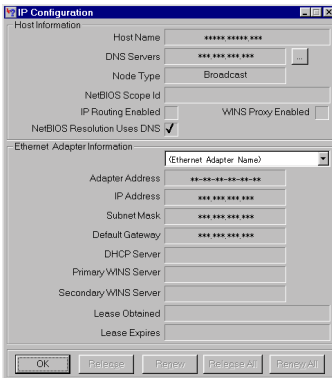 IP Configuration
Host Information
Host Name *****.*****.***
DNS Servers ***.***.***.*** ...
Node Type Broadcast
NetBIOS Scope Id
IP Routing Enabled WINS Proxy Enabled
NetBIOS Resolution Uses DNS ✓
Ethernet Adapter Information
(Ethernet Adapter Name)
Adapter Address **-**-**-**-**-**
IP Address ***.***.***.***
Subnet Mask ***.***.***.***
Default Gateway ***.***.***.***
DHCP Server
Primary WINS Server
Secondary WINS Server
Lease Obtained
Lease Expires
OK Release Renew Release All Renew All